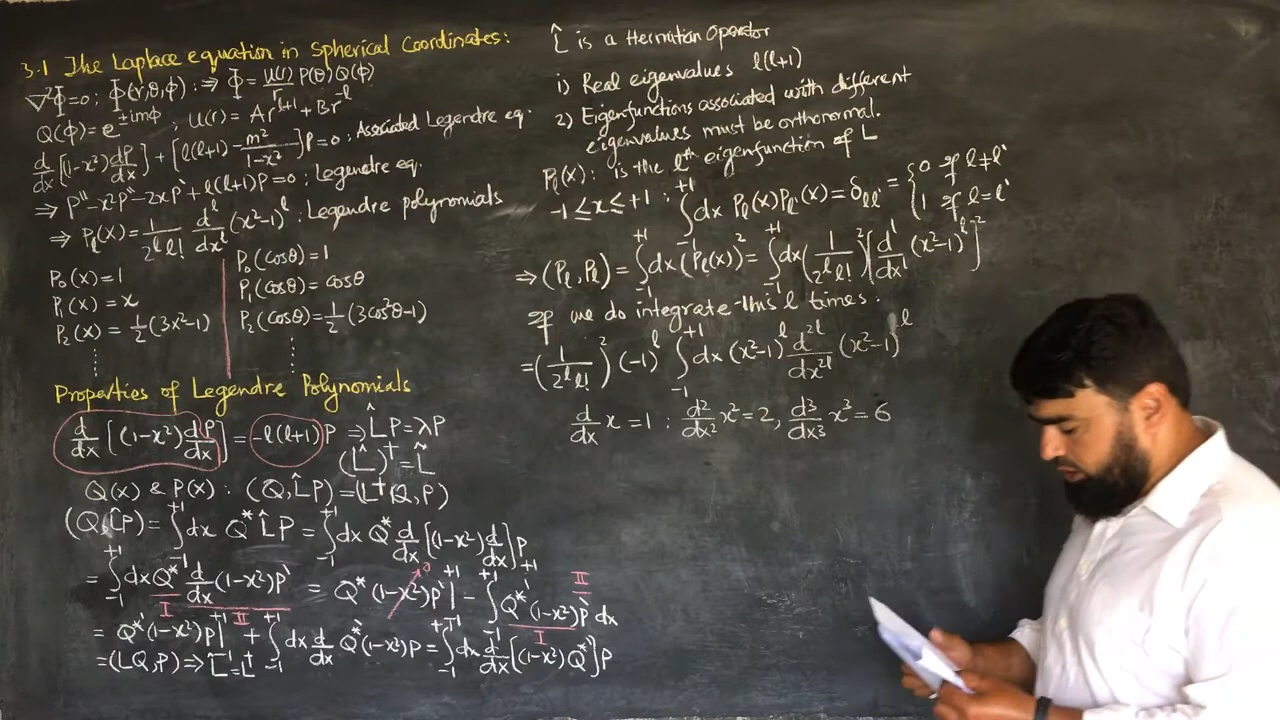 3.1 The Laplace equation in Spherical Coordinates:
∇²Φ=0 ; Φ(r,θ,ϕ) :⇒ Φ = U(r)/r P(θ)Q(ϕ)
Q(ϕ)=e^{±imϕ} ; U(r) = Ar^{l+1} + Br^{-l}
d/dx[(1-x²)dP/dx] + [l(l+1) - m²/(1-x²)]P=0 ; Associated Legendre eq:
⇒ P'' - x²P'' - 2xP' + l(l+1)P=0 ; Legendre eq.
⇒ P_l(x) = 1/(2^l l!) d^l/dx^l (x²-1)^l : Legendre polynomials
P₀(x)=1
P₁(x) = x
P₂(x) = 1/2(3x²-1)
⋮
P₀(cosθ)=1
P₁(cosθ) = cosθ
P₂(cosθ)=1/2(3cos²θ-1)
⋮
Properties of Legendre Polynomials
d/dx[(1-x²)dP/dx] = -l(l+1)P ⇒ L̂P=λP
(L̂)† = L̂
Q(x) & P(x) : (Q,L̂P)=(L†Q,P)
(Q,L̂P) = ∫_{-1}^{+1} dx Q* L̂P = ∫_{-1}^{+1} dx Q* d/dx[(1-x²)d/dx]P
= ∫_{-1}^{+1} dx Q* d/dx(1-x²)P' = Q*(1-x²)P'|_{-1}^{+1} - ∫_{-1}^{+1} Q*'(1-x²)P' dx
0
I II I II
= Q*'(1-x²)P|_{-1}^{+1} + ∫_{-1}^{+1} dx d/dx Q*'(1-x²)P = ∫_{-1}^{+1} dx d/dx[(1-x²)Q*']P
=(LQ,P) ⇒ L̂=L†
L̂ is a Hermitian Operator
1) Real eigenvalues l(l+1)
2) Eigenfunctions associated with different
eigenvalues must be orthonormal.
P_l(x) : is the l^th eigenfunction of L
-1≤x≤+1 : ∫_{-1}^{+1} dx P_l(x)P_l'(x) = δ_ll' = {0 if l≠l'
1 if l=l'
⇒ (P_l,P_l) = ∫_{-1}^{+1} dx(P_l(x))² = ∫_{-1}^{+1} dx(1/(2^l l!))² [d^l/dx^l (x²-1)^l]²
If we do integrate this l times:
= (1/(2^l l!))² (-1)^l ∫_{-1}^{+1} dx (x²-1)^l d^{2l}/dx^{2l} (x²-1)^l
d/dx x = 1 ; d²/dx² x² = 2, d³/dx³ x³ = 6